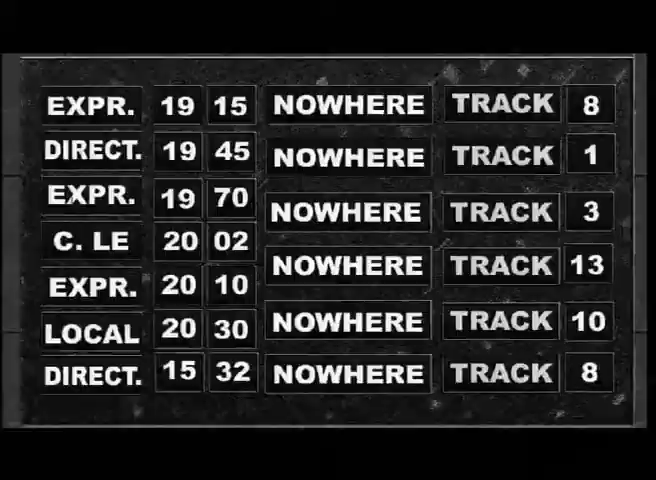 EXPR. 19 15 NOWHERE TRACK 8
DIRECT. 19 45 NOWHERE TRACK 1
EXPR. 19 70 NOWHERE TRACK 3
C. LE 20 02
EXPR. 20 10 NOWHERE TRACK 13
LOCAL 20 30 NOWHERE TRACK 10
DIRECT. 15 32 NOWHERE TRACK 8